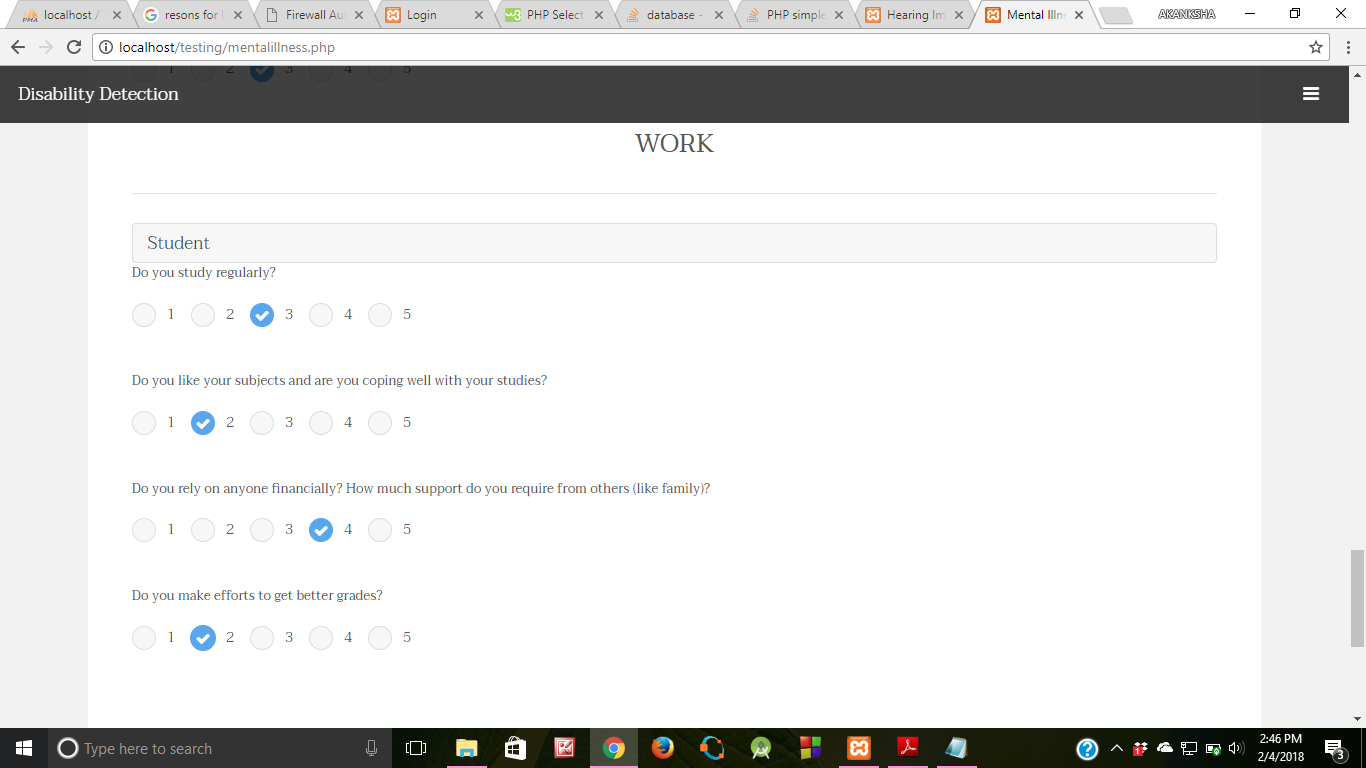 localhost /
resons for
Firewall Au
Login
PHP Select
database -
PHP simple
Hearing Im
Mental Illn
AKANKSHA
localhost/testing/mentalillness.php
1 2 3 4 5
Disability Detection
WORK
Student
Do you study regularly?
1 2 3 4 5
Do you like your subjects and are you coping well with your studies?
1 2 3 4 5
Do you rely on anyone financially? How much support do you require from others (like family)?
1 2 3 4 5
Do you make efforts to get better grades?
1 2 3 4 5
Type here to search
2:46 PM
2/4/2018
3